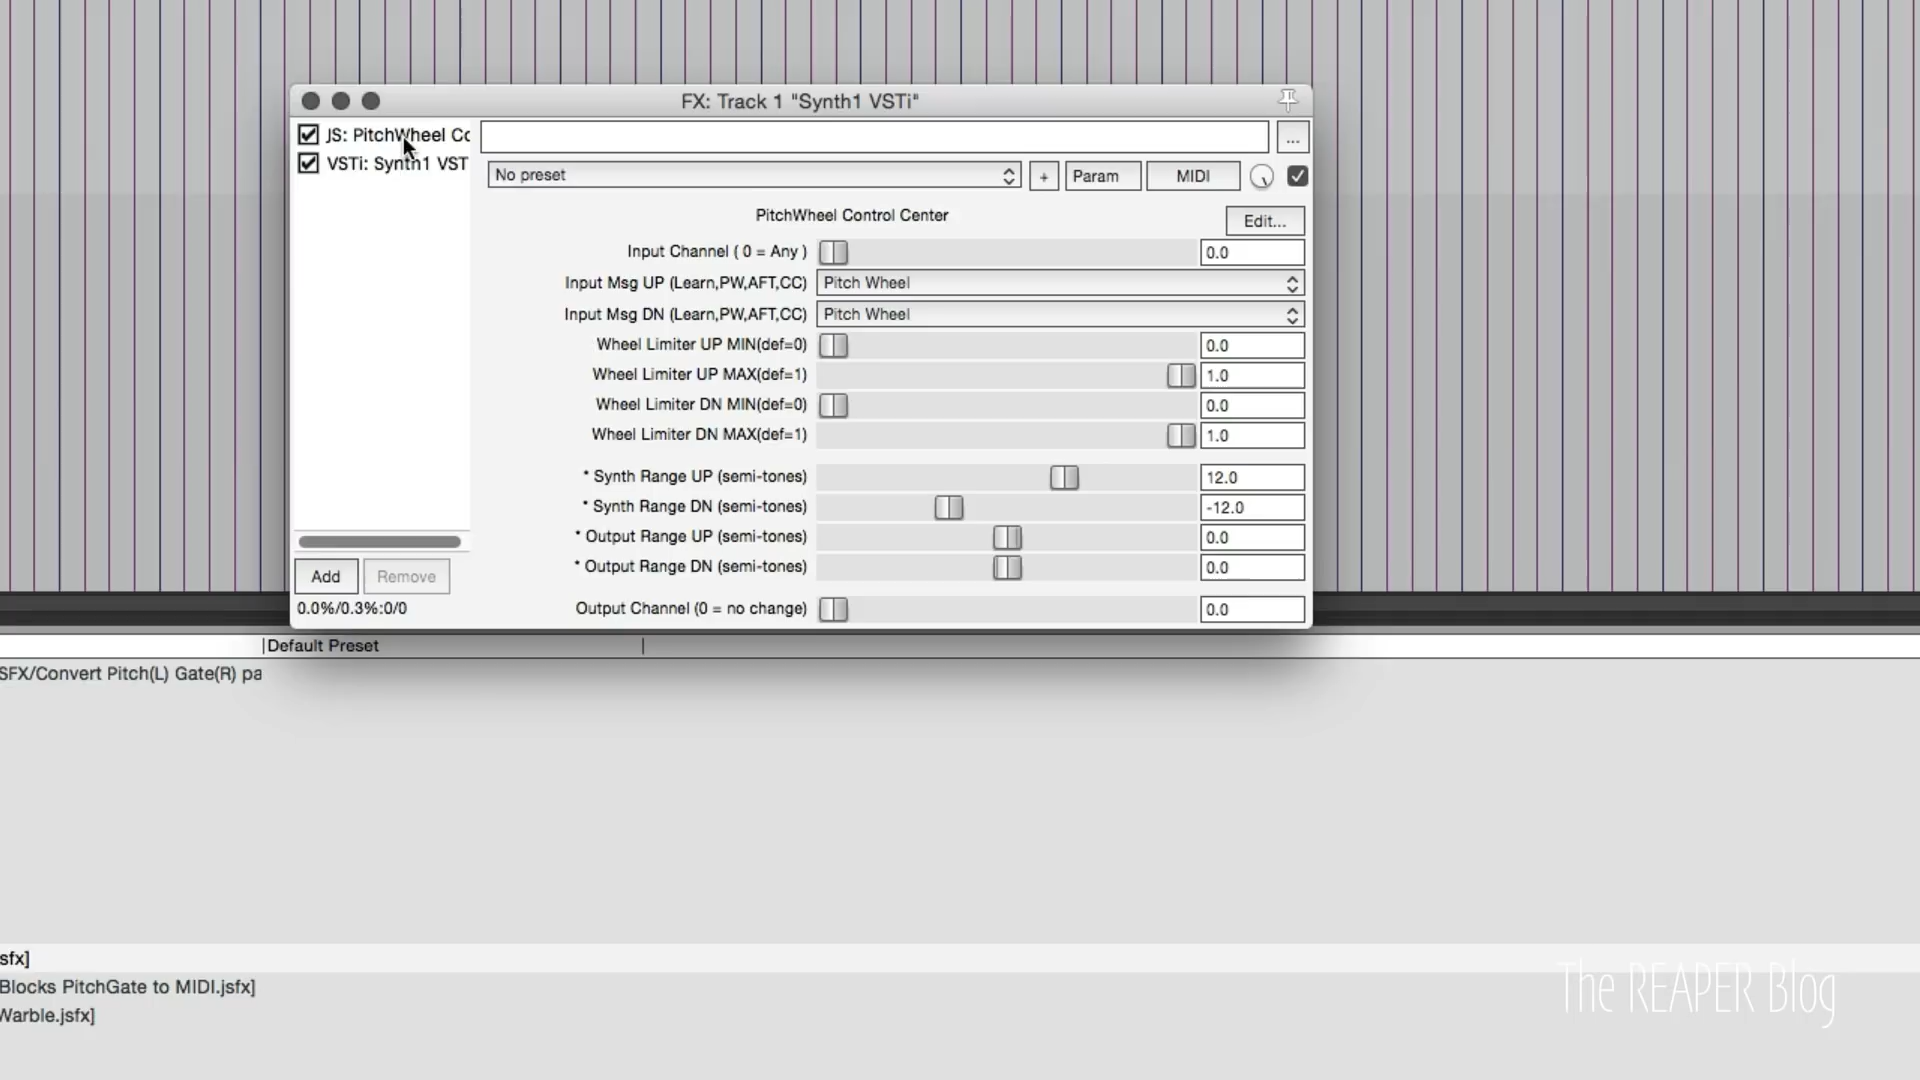 FX: Track 1 "Synth1 VSTi"
JS: PitchWheel Co
...
VSTi: Synth1 VST
No preset
+
Param
MIDI
PitchWheel Control Center
Edit...
Input Channel ( 0 = Any )
0.0
Input Msg UP (Learn,PW,AFT,CC)
Pitch Wheel
Input Msg DN (Learn,PW,AFT,CC)
Pitch Wheel
Wheel Limiter UP MIN(def=0)
0.0
Wheel Limiter UP MAX(def=1)
1.0
Wheel Limiter DN MIN(def=0)
0.0
Wheel Limiter DN MAX(def=1)
1.0
* Synth Range UP (semi-tones)
12.0
* Synth Range DN (semi-tones)
-12.0
* Output Range UP (semi-tones)
0.0
* Output Range DN (semi-tones)
0.0
Output Channel (0 = no change)
0.0
Add
Remove
0.0%/0.3%:0/0
Default Preset
SFX/Convert Pitch(L) Gate(R) pa
sfx]
Blocks PitchGate to MIDI.jsfx]
Warble.jsfx]
The REAPER Blog